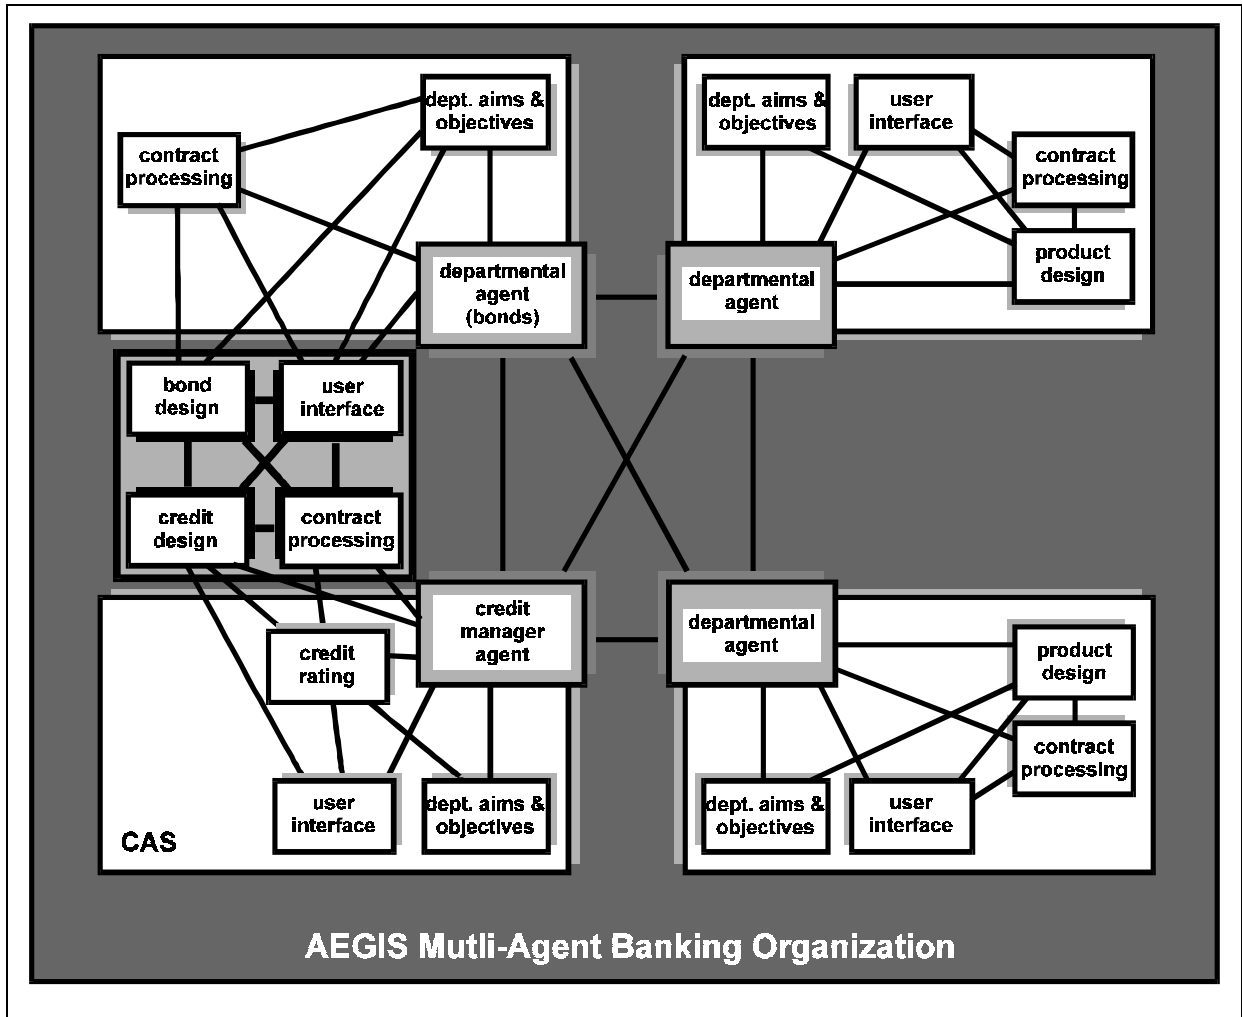 dept. aims &
objectives
contract
processing
departmental
agent
(bonds)
dept. aims &
objectives
user
interface
contract
processing
product
design
departmental
agent
bond
design
user
interface
credit
design
contract
processing
credit
manager
agent
credit
rating
user
interface
dept. aims &
objectives
CAS
departmental
agent
product
design
contract
processing
dept. aims &
objectives
user
interface
AEGIS Mutli-Agent Banking Organization